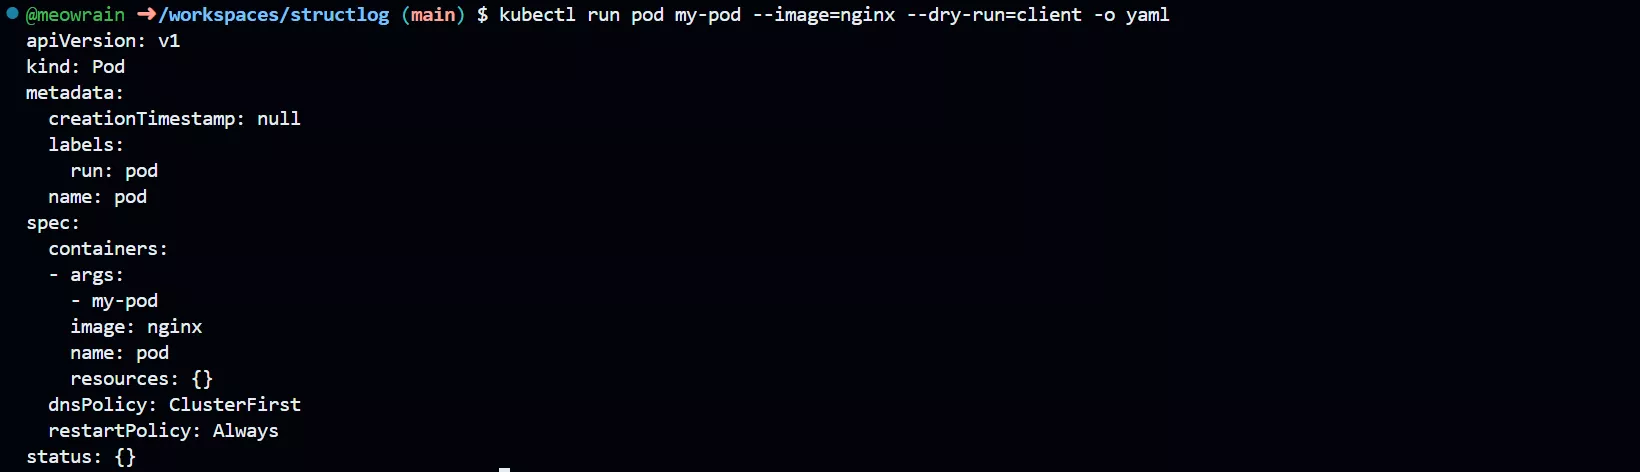 @meowrain ➜/workspaces/structlog (main) $ kubectl run pod my-pod --image=nginx --dry-run=client -o yaml
apiVersion: v1
kind: Pod
metadata:
  creationTimestamp: null
  labels:
    run: pod
  name: pod
spec:
  containers:
  - args:
    - my-pod
    image: nginx
    name: pod
    resources: {}
  dnsPolicy: ClusterFirst
  restartPolicy: Always
status: {}